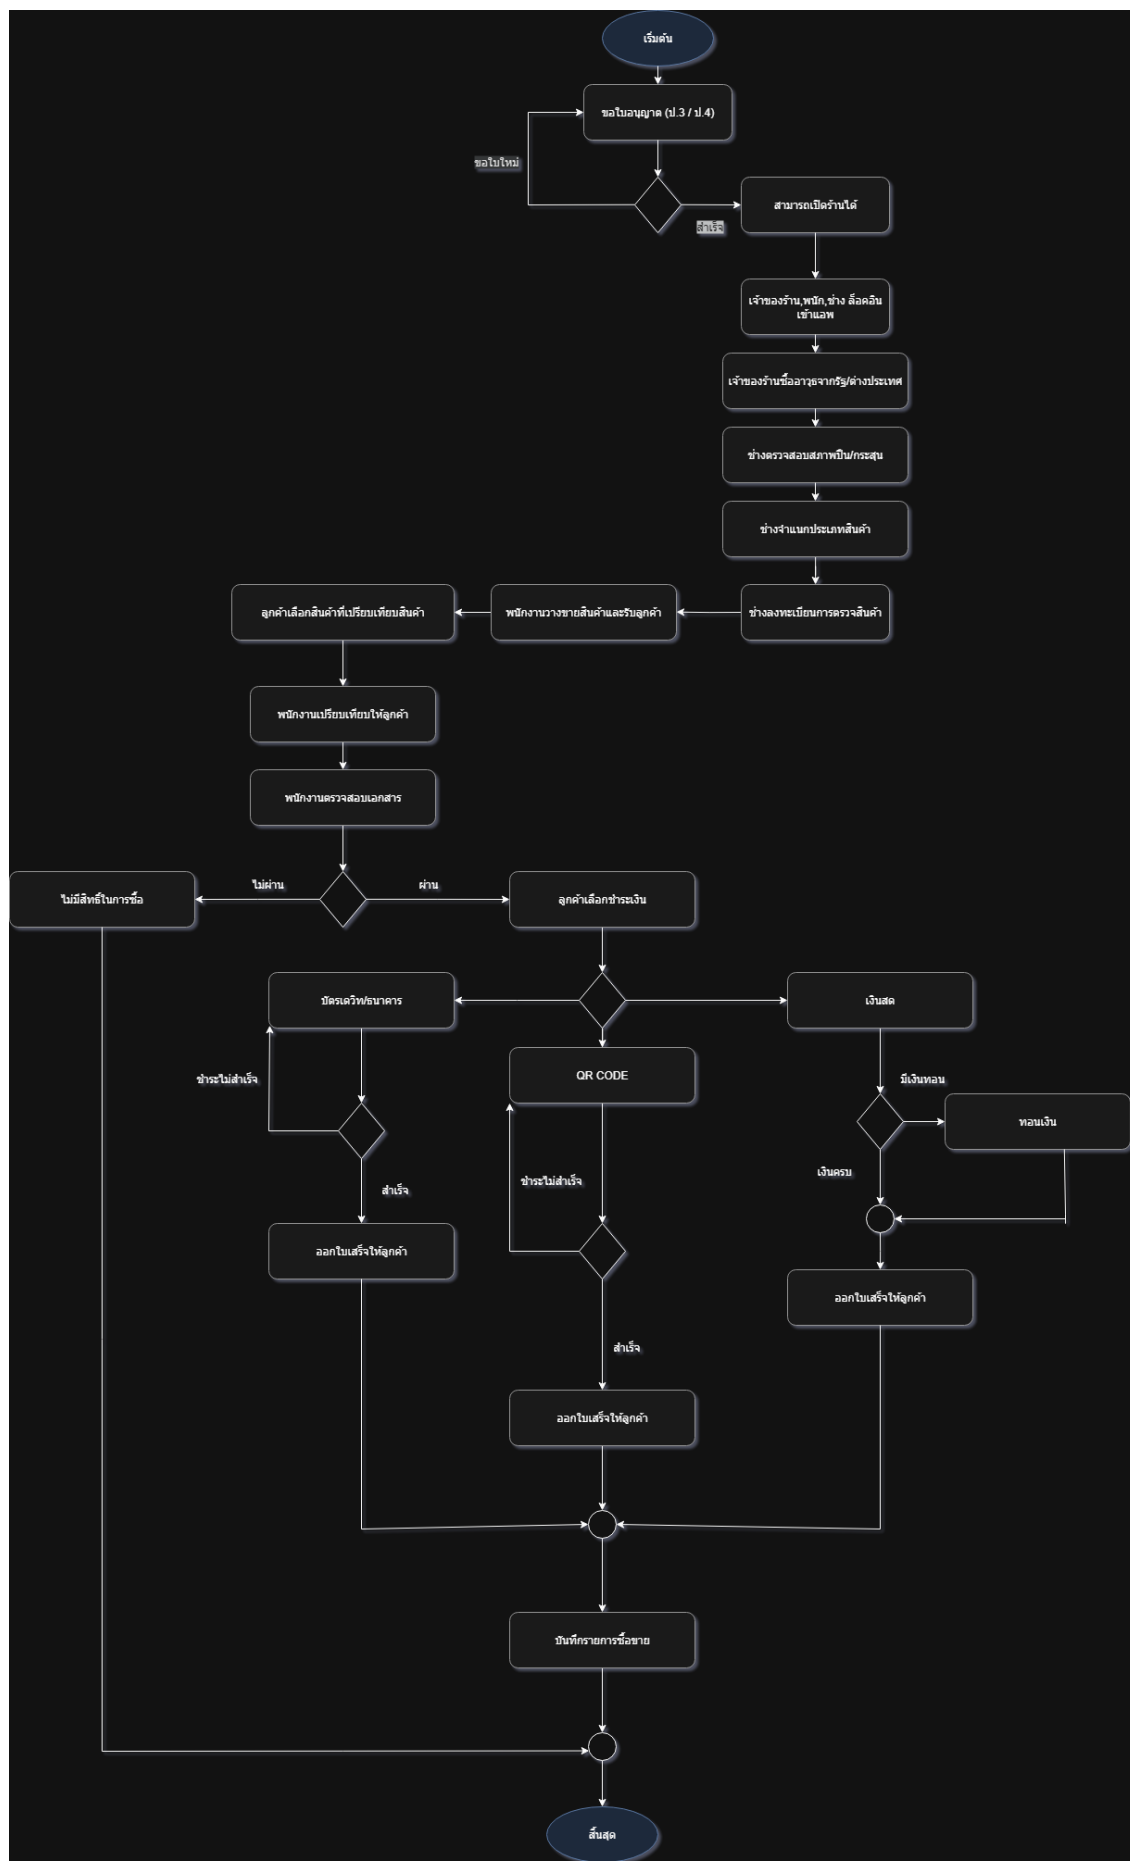 เริ่มต้น
ขอใบอนุญาต (ป.3 / ป.4)
ขอใบใหม่
สำเร็จ
สามารถเปิดร้านได้
เจ้าของร้าน,พนัก,ช่าง ล็อคอิน
เข้าแอพ
เจ้าของร้านซื้ออาวุธจากรัฐ/ต่างประเทศ
ช่างตรวจสอบสภาพปืน/กระสุน
ช่างจำแนกประเภทสินค้า
ลูกค้าเลือกสินค้าที่เปรียบเทียบสินค้า
พนักงานวางขายสินค้าและรับลูกค้า
ช่างลงทะเบียนการตรวจสินค้า
พนักงานเปรียบเทียบให้ลูกค้า
พนักงานตรวจสอบเอกสาร
ไม่มีสิทธิ์ในการซื้อ
ไม่ผ่าน
ผ่าน
ลูกค้าเลือกชำระเงิน
บัตรเดวิท/ธนาคาร
เงินสด
QR CODE
ชำระไม่สำเร็จ
มีเงินทอน
ทอนเงิน
เงินครบ
ชำระไม่สำเร็จ
สำเร็จ
ออกใบเสร็จให้ลูกค้า
ออกใบเสร็จให้ลูกค้า
สำเร็จ
ออกใบเสร็จให้ลูกค้า
บันทึกรายการซื้อขาย
สิ้นสุด